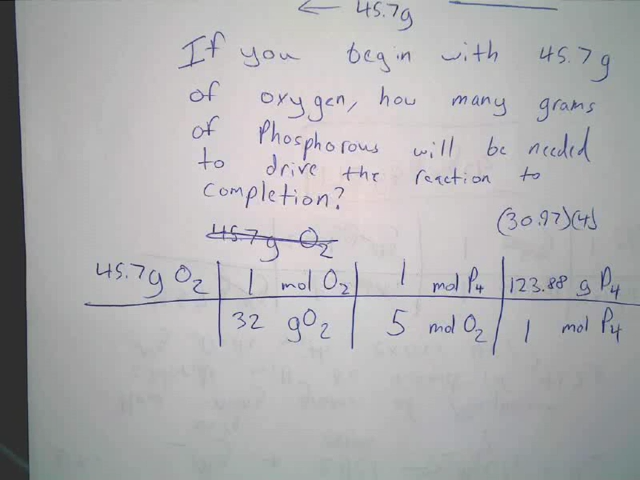 ← 45.7g
If you begin with 45.7g
of oxygen, how many grams
of Phosphorous will be needed
to drive the reaction to
completion?
45.7g O₂
(30.97)(4)
45.7g O₂ | 1 mol O₂ | 1 mol P₄ | 123.88 g P₄
32 gO₂ | 5 mol O₂ | 1 mol P₄